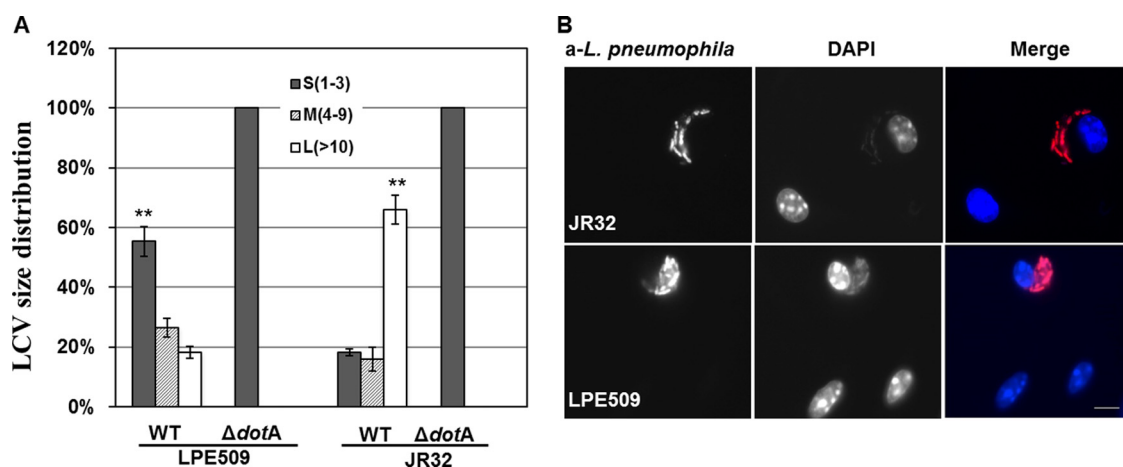 A
120%
100%
80%
60%
40%
20%
0%
LCV size distribution
S(1-3)
M(4-9)
L(>10)
**
**
WT ΔdotA WT ΔdotA
LPE509 JR32
B
a-L. pneumophila DAPI Merge
JR32
LPE509